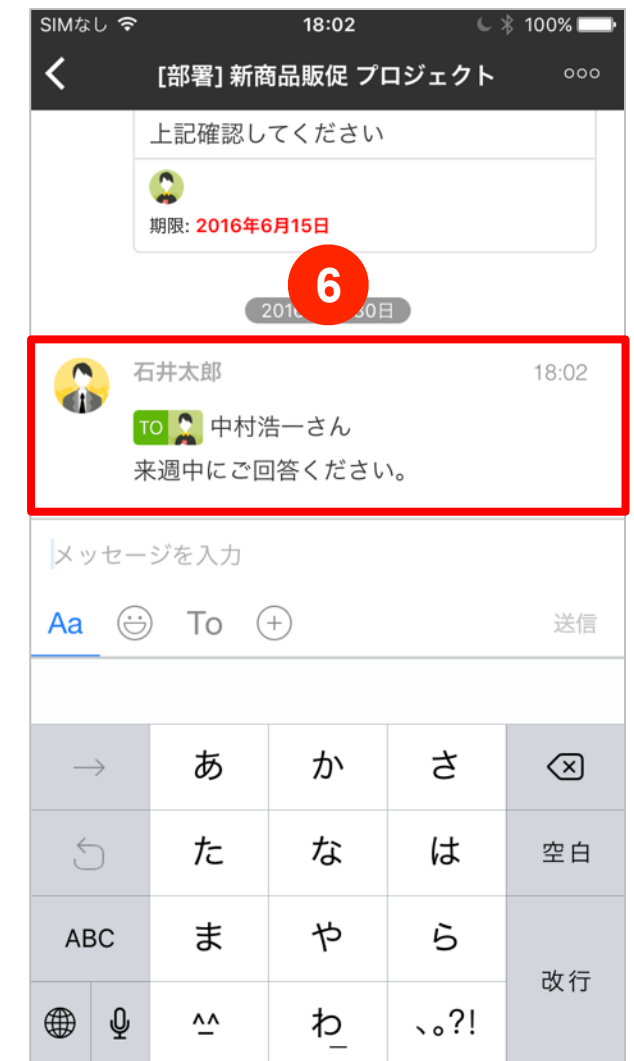 SIMなし 18:02 100%
[部署] 新商品販促 プロジェクト
上記確認してください
期限: 2016年6月15日
6
石井太郎 18:02
TO 中村浩一さん
来週中にご回答ください。
メッセージを入力
Aa To 送信
→ あ か さ
た な は 空白
ABC ま や ら
改行
^^ わ_ 、。?!